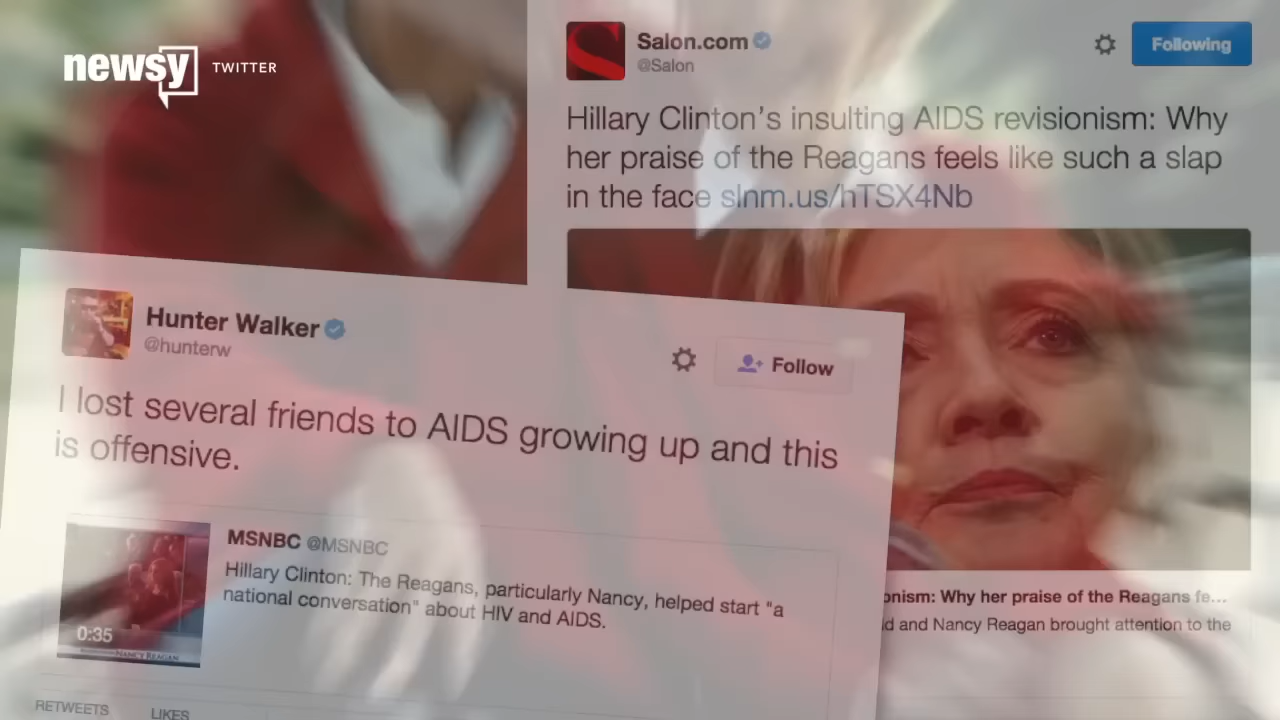 newsy TWITTER
Salon.com
@Salon
Following
Hillary Clinton's insulting AIDS revisionism: Why
her praise of the Reagans feels like such a slap
in the face slnm.us/hTSX4Nb
Hunter Walker
@hunterw
Follow
I lost several friends to AIDS growing up and this
is offensive.
MSNBC @MSNBC
Hillary Clinton: The Reagans, particularly Nancy, helped start "a
national conversation" about HIV and AIDS.
0:35
NANCY REAGAN
RETWEETS LIKES
onism: Why her praise of the Reagans fe...
d and Nancy Reagan brought attention to the